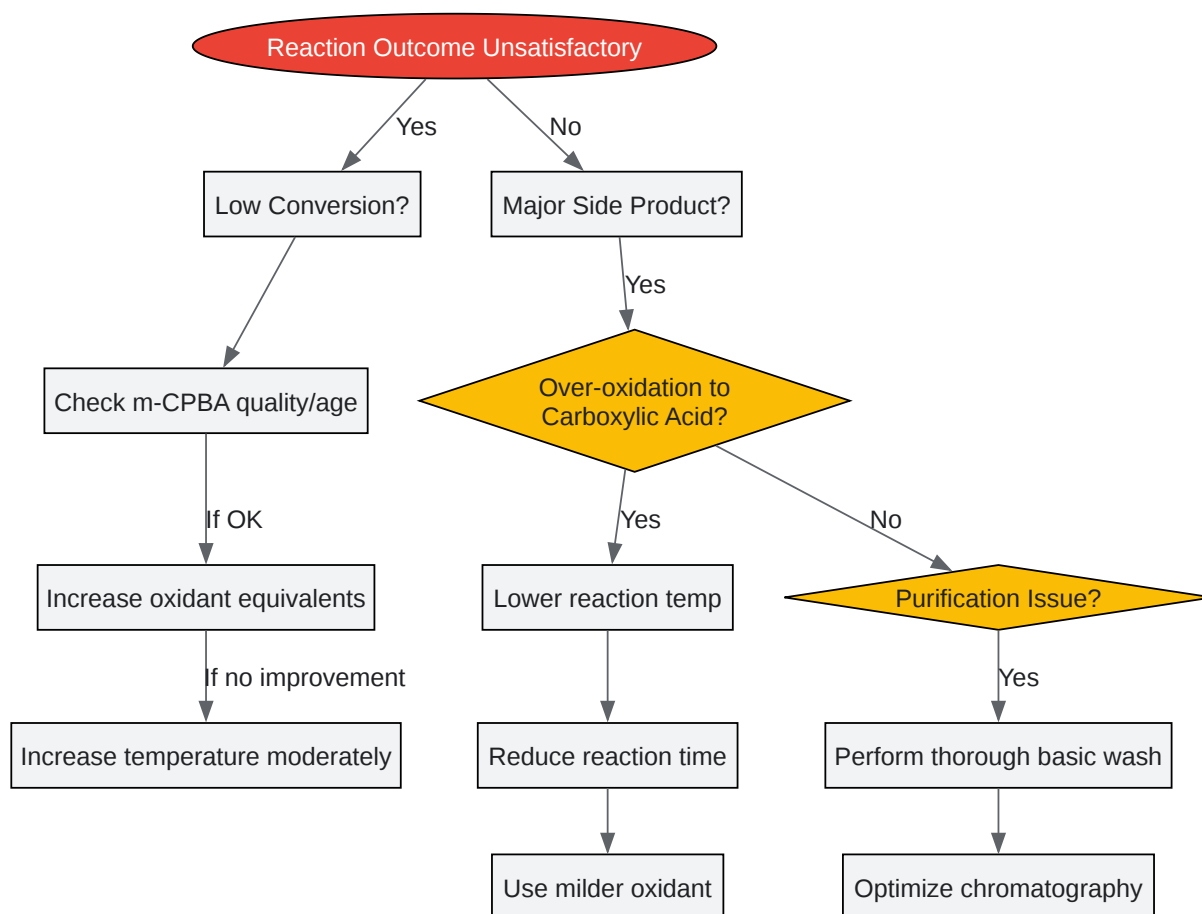 Reaction Outcome Unsatisfactory
Yes
No
Low Conversion?
Major Side Product?
Yes
Check m-CPBA quality/age
Over-oxidation to
Carboxylic Acid?
If OK
Yes
No
Increase oxidant equivalents
Lower reaction temp
Purification Issue?
If no improvement
Yes
Increase temperature moderately
Reduce reaction time
Perform thorough basic wash
Use milder oxidant
Optimize chromatography